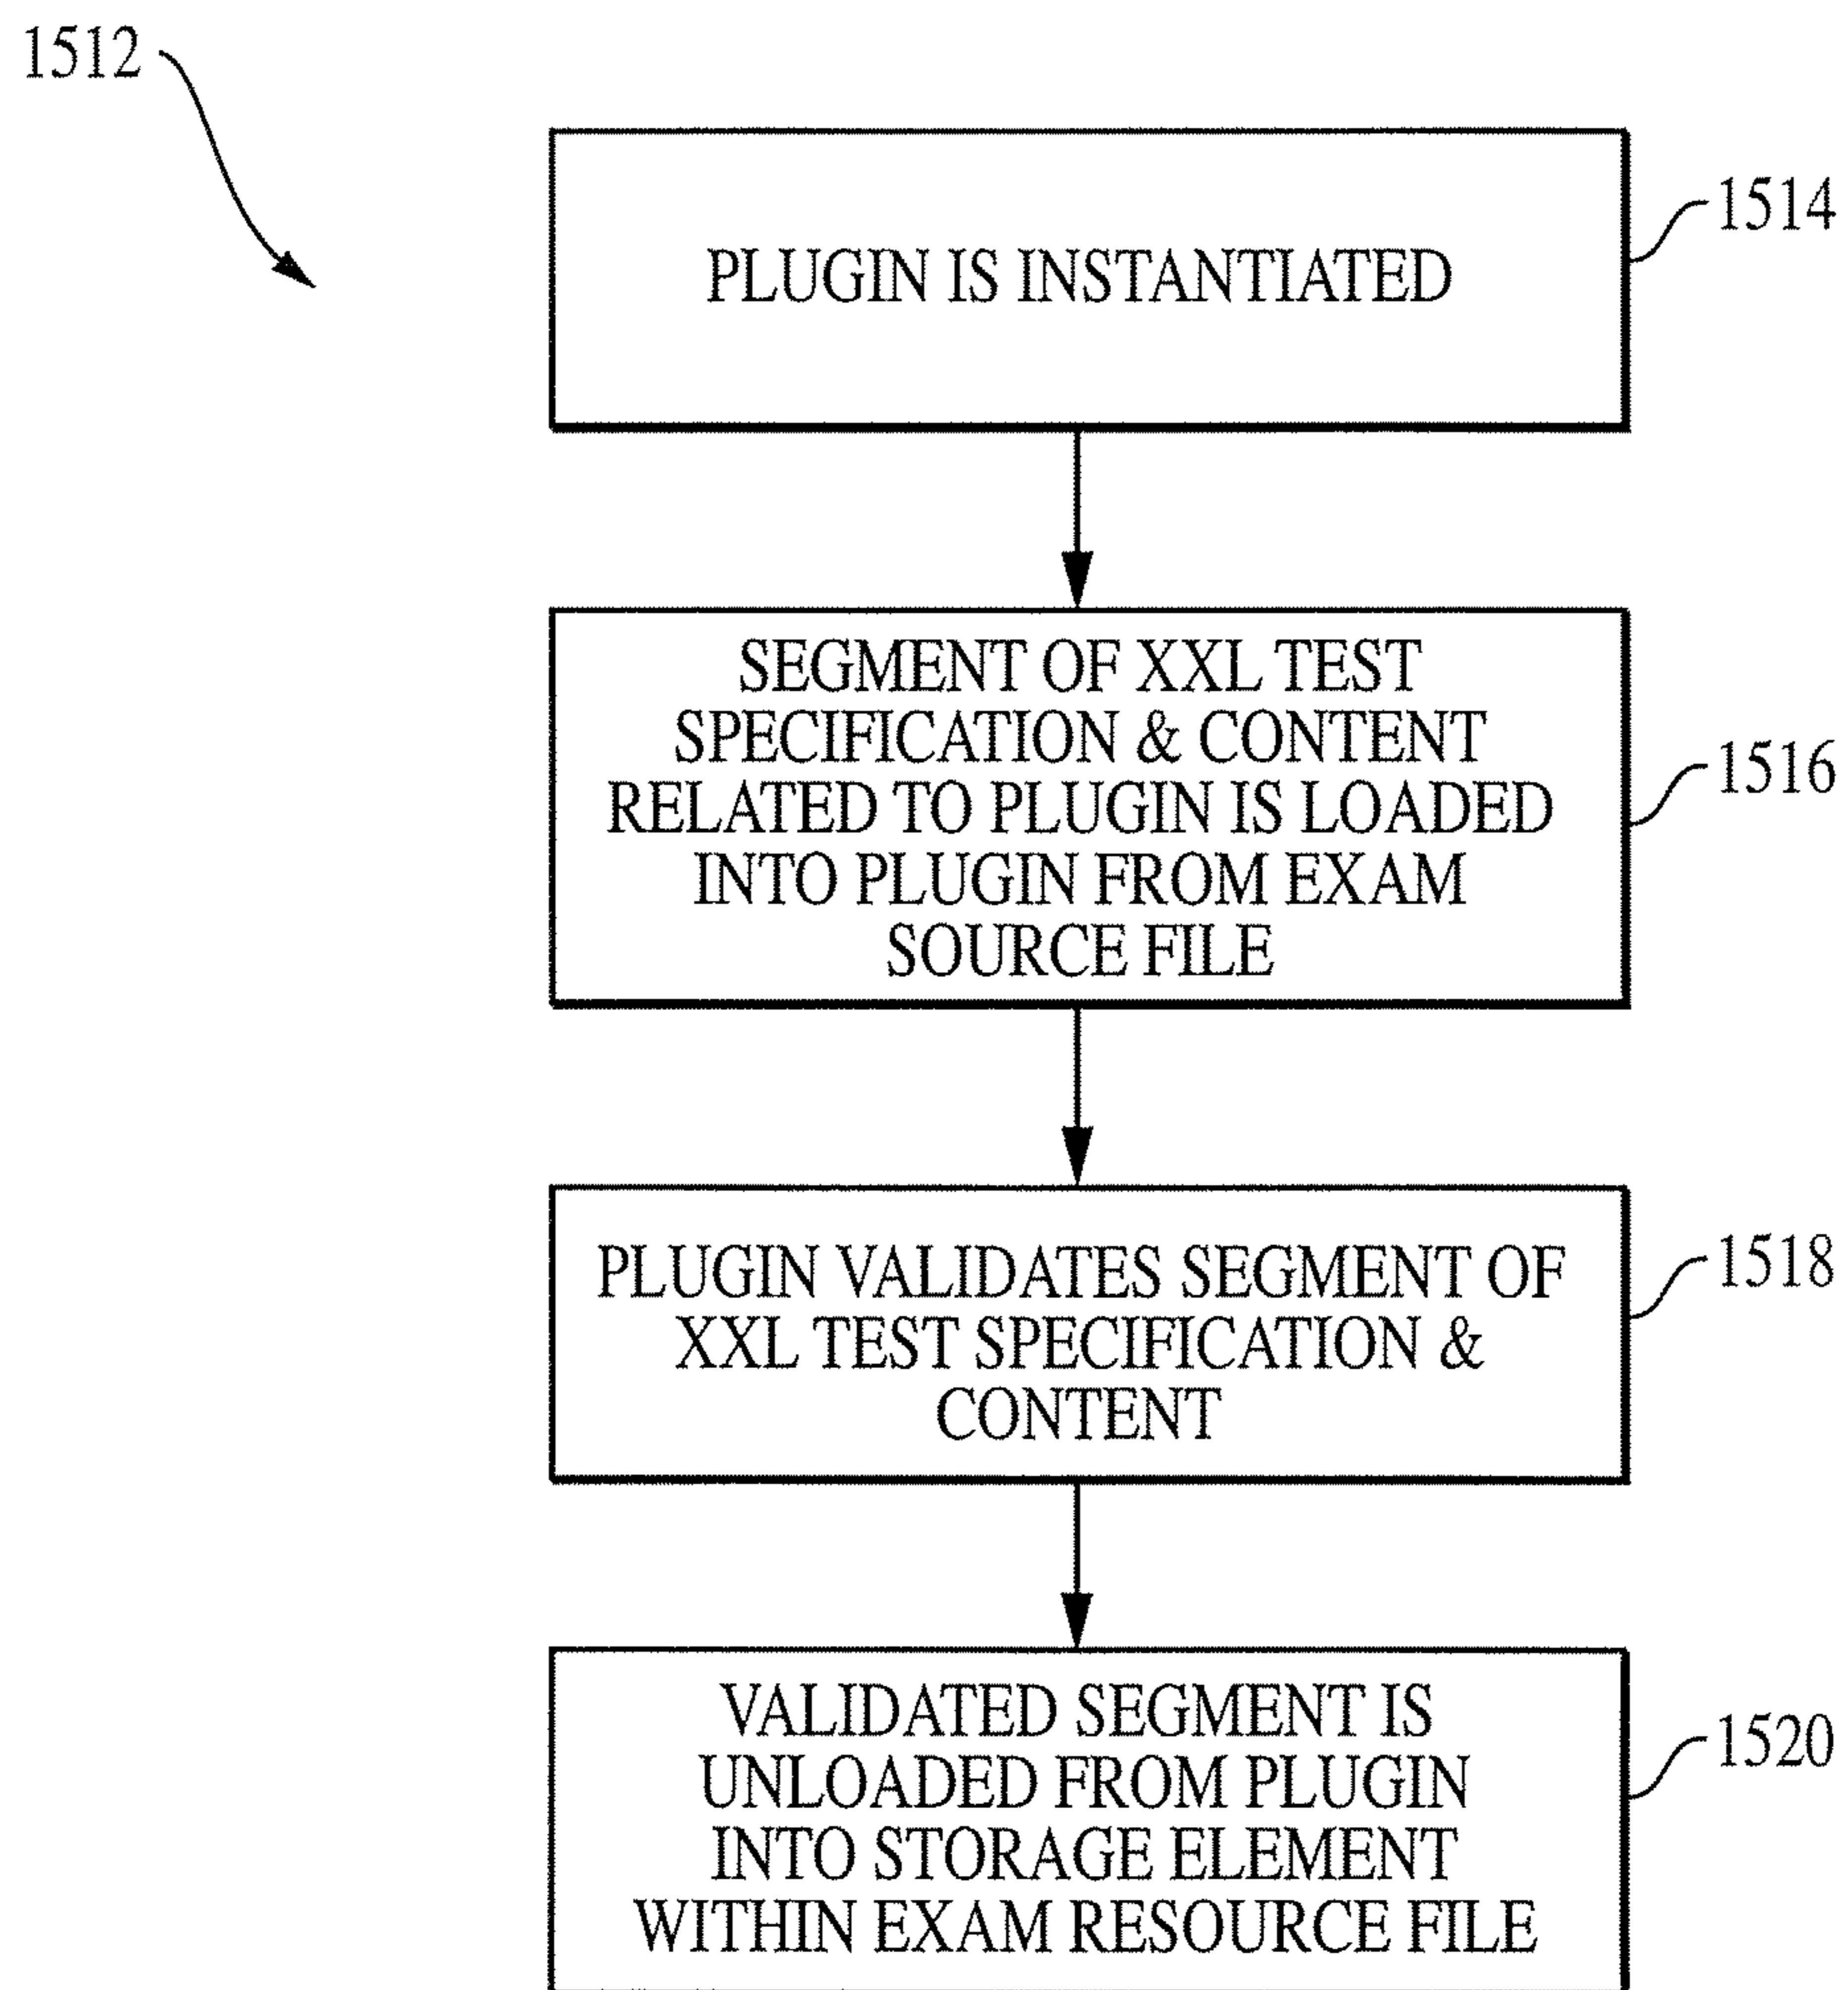 1512
PLUGIN IS INSTANTIATED
1514
SEGMENT OF XXL TEST
SPECIFICATION & CONTENT
RELATED TO PLUGIN IS LOADED
INTO PLUGIN FROM EXAM
SOURCE FILE
1516
PLUGIN VALIDATES SEGMENT OF
XXL TEST SPECIFICATION &
CONTENT
1518
VALIDATED SEGMENT IS
UNLOADED FROM PLUGIN
INTO STORAGE ELEMENT
WITHIN EXAM RESOURCE FILE
1520